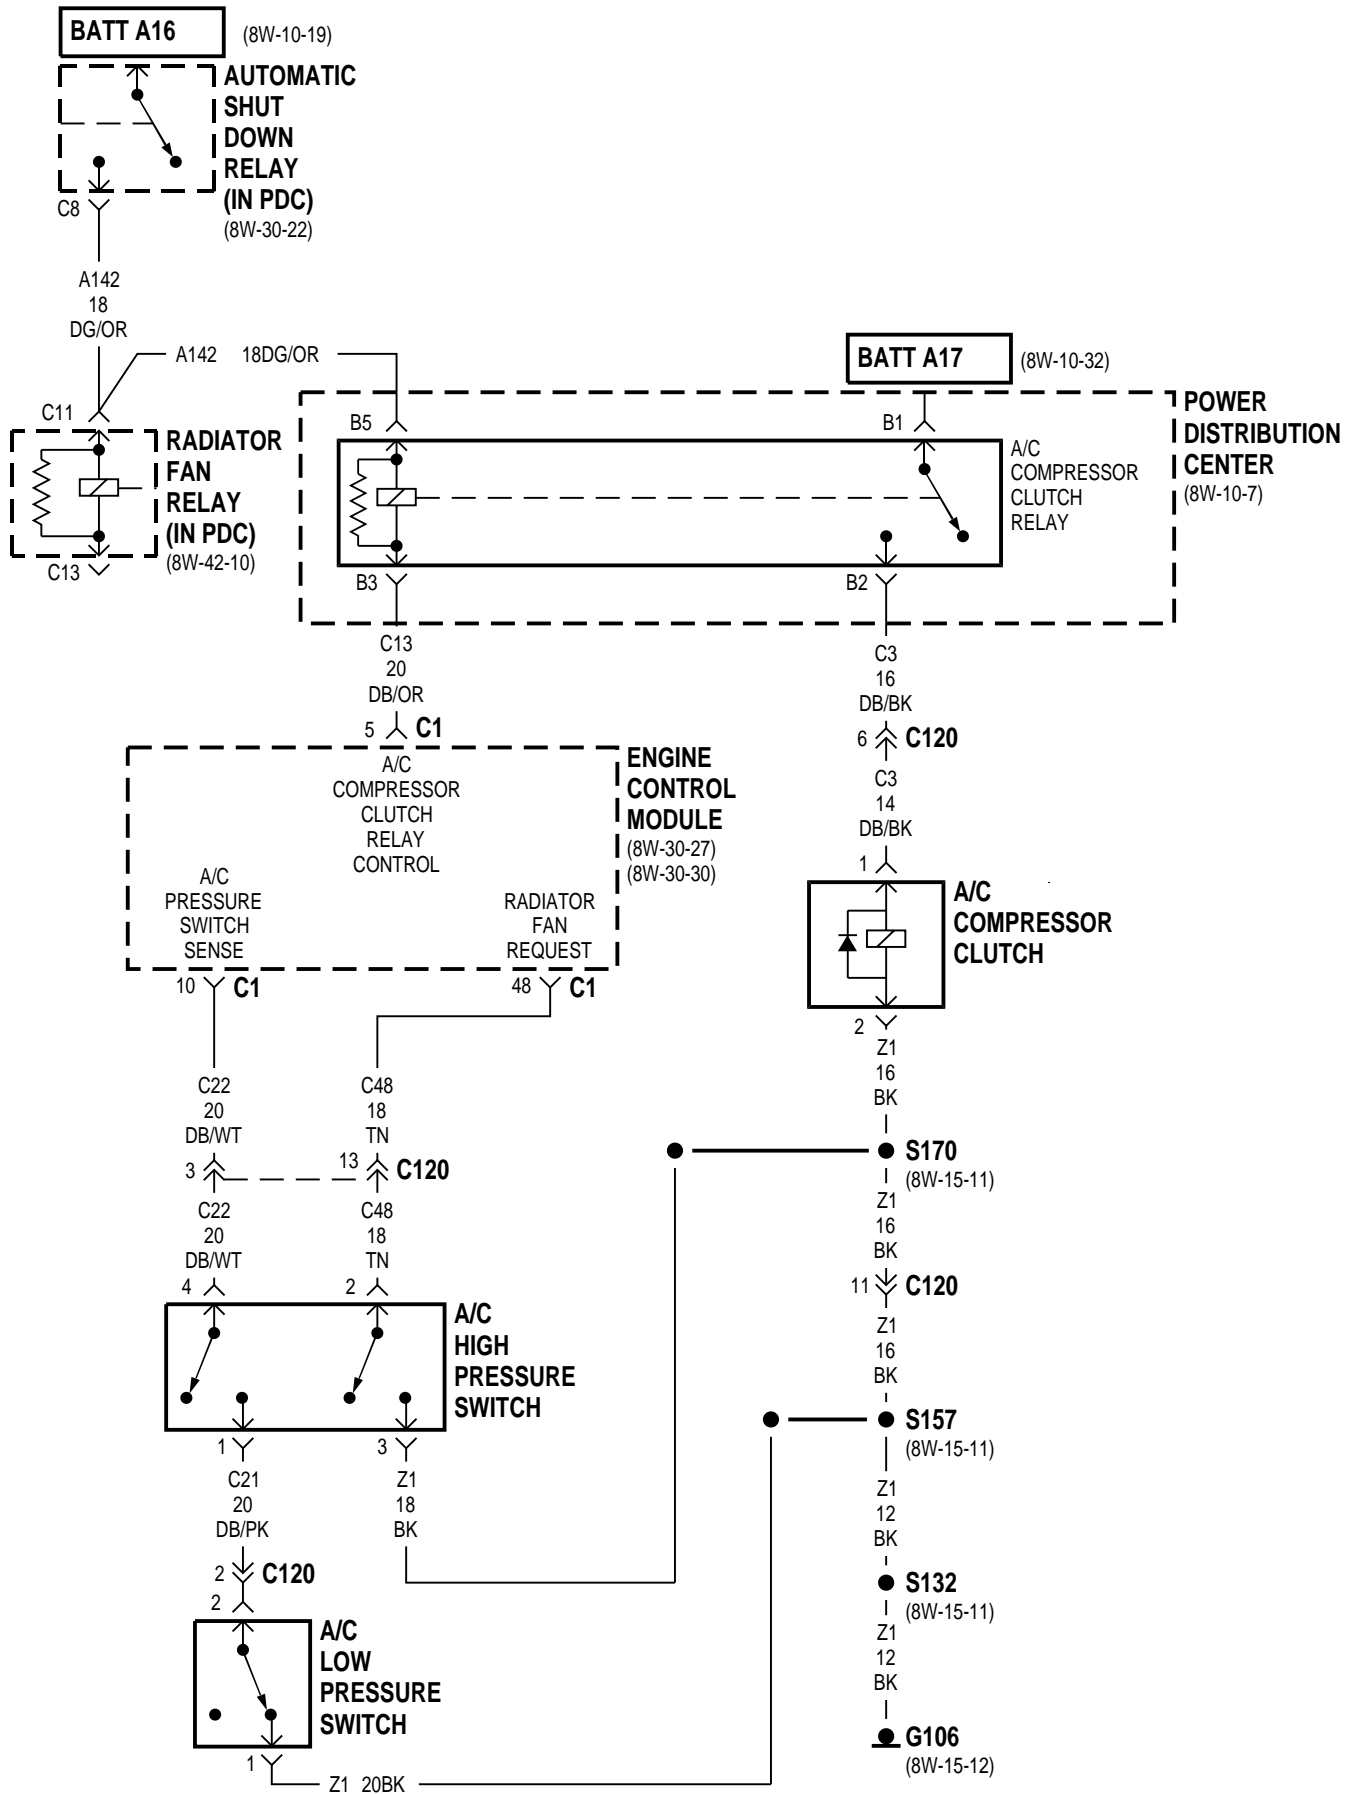 BATT A16
(8W-10-19)
AUTOMATIC
SHUT
DOWN
RELAY
(IN PDC)
(8W-30-22)
C8
A142
18
DG/OR
A142 18DG/OR
BATT A17
(8W-10-32)
C11
RADIATOR
FAN
RELAY
(IN PDC)
(8W-42-10)
C13
B5
B1
A/C
COMPRESSOR
CLUTCH
RELAY
POWER
DISTRIBUTION
CENTER
(8W-10-7)
B3
B2
C13
20
DB/OR
5
C1
C3
16
DB/BK
6
C120
C3
14
DB/BK
1
A/C
COMPRESSOR
CLUTCH
RELAY
CONTROL
ENGINE
CONTROL
MODULE
(8W-30-27)
(8W-30-30)
A/C
PRESSURE
SWITCH
SENSE
RADIATOR
FAN
REQUEST
A/C
COMPRESSOR
CLUTCH
10
C1
48
C1
2
Z1
16
BK
C22
20
DB/WT
C48
18
TN
3
13
C120
S170
(8W-15-11)
C22
20
DB/WT
C48
18
TN
Z1
16
BK
4
2
11
C120
A/C
HIGH
PRESSURE
SWITCH
Z1
16
BK
1
3
S157
(8W-15-11)
C21
20
DB/PK
Z1
18
BK
Z1
12
BK
2
C120
2
S132
(8W-15-11)
A/C
LOW
PRESSURE
SWITCH
Z1
12
BK
1
G106
(8W-15-12)
Z1 20BK